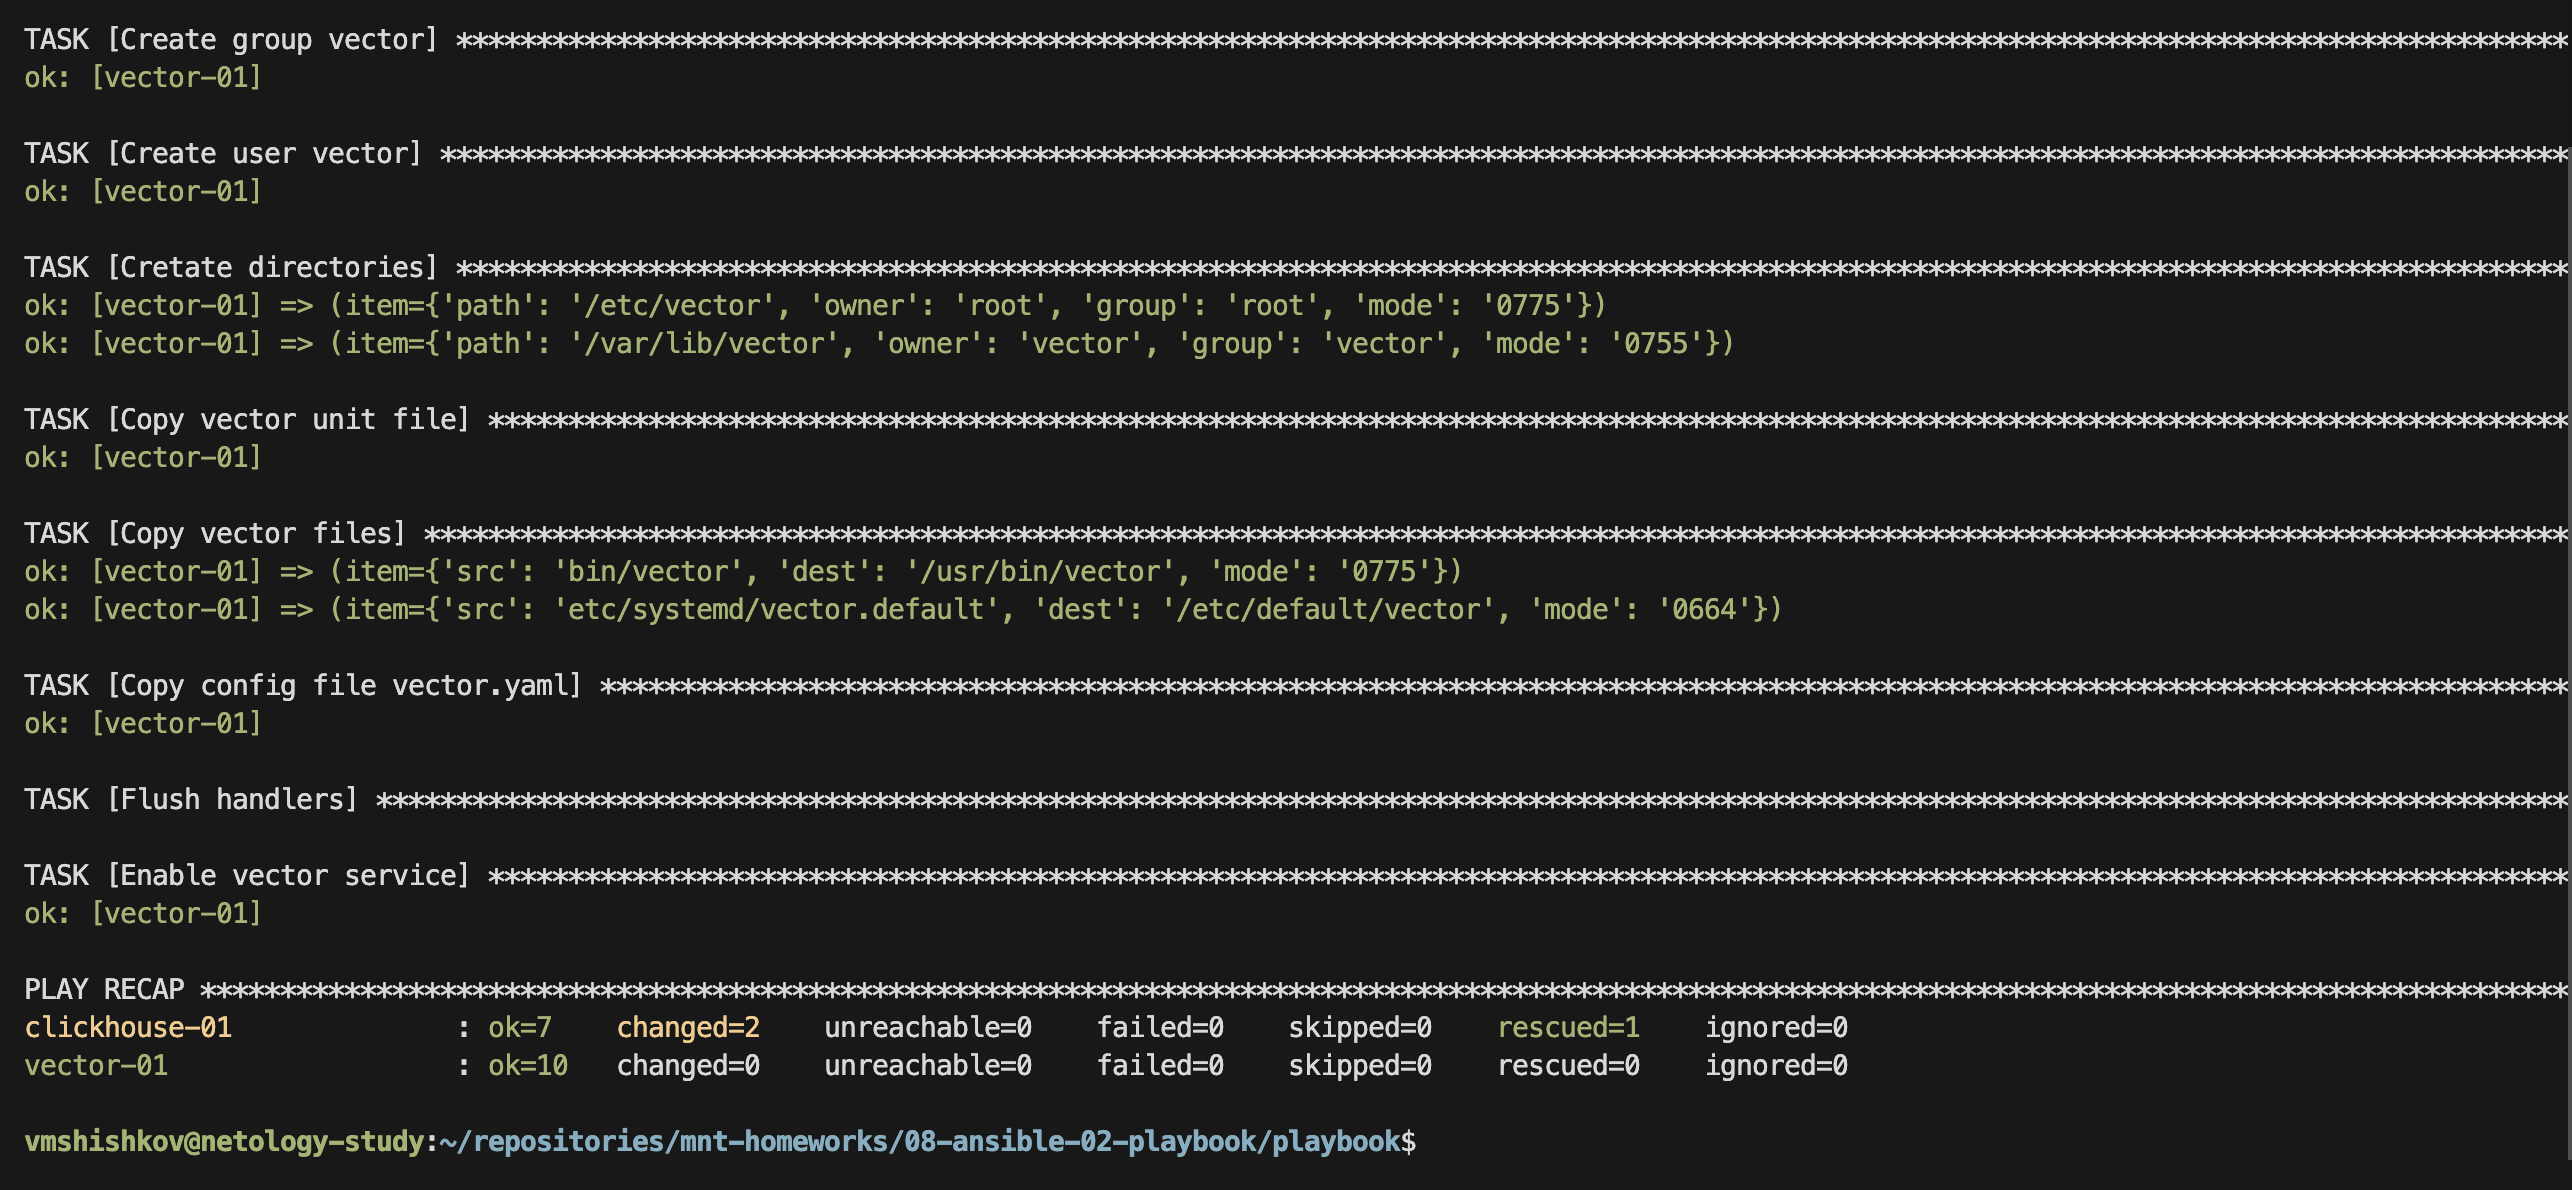 TASK [Create group vector] ************************************************************************************************************************************
ok: [vector-01]
TASK [Create user vector] *************************************************************************************************************************************
ok: [vector-01]
TASK [Cretate directories] ************************************************************************************************************************************
ok: [vector-01] => (item={'path': '/etc/vector', 'owner': 'root', 'group': 'root', 'mode': '0775'})
ok: [vector-01] => (item={'path': '/var/lib/vector', 'owner': 'vector', 'group': 'vector', 'mode': '0755'})
TASK [Copy vector unit file] **********************************************************************************************************************************
ok: [vector-01]
TASK [Copy vector files] **************************************************************************************************************************************
ok: [vector-01] => (item={'src': 'bin/vector', 'dest': '/usr/bin/vector', 'mode': '0775'})
ok: [vector-01] => (item={'src': 'etc/systemd/vector.default', 'dest': '/etc/default/vector', 'mode': '0664'})
TASK [Copy config file vector.yaml] ***************************************************************************************************************************
ok: [vector-01]
TASK [Flush handlers] *****************************************************************************************************************************************
TASK [Enable vector service] **********************************************************************************************************************************
ok: [vector-01]
PLAY RECAP ****************************************************************************************************************************************************
clickhouse-01              : ok=7    changed=2    unreachable=0    failed=0    skipped=0    rescued=1    ignored=0
vector-01                  : ok=10   changed=0    unreachable=0    failed=0    skipped=0    rescued=0    ignored=0
vmshishkov@netology-study:~/repositories/mnt-homeworks/08-ansible-02-playbook/playbook$